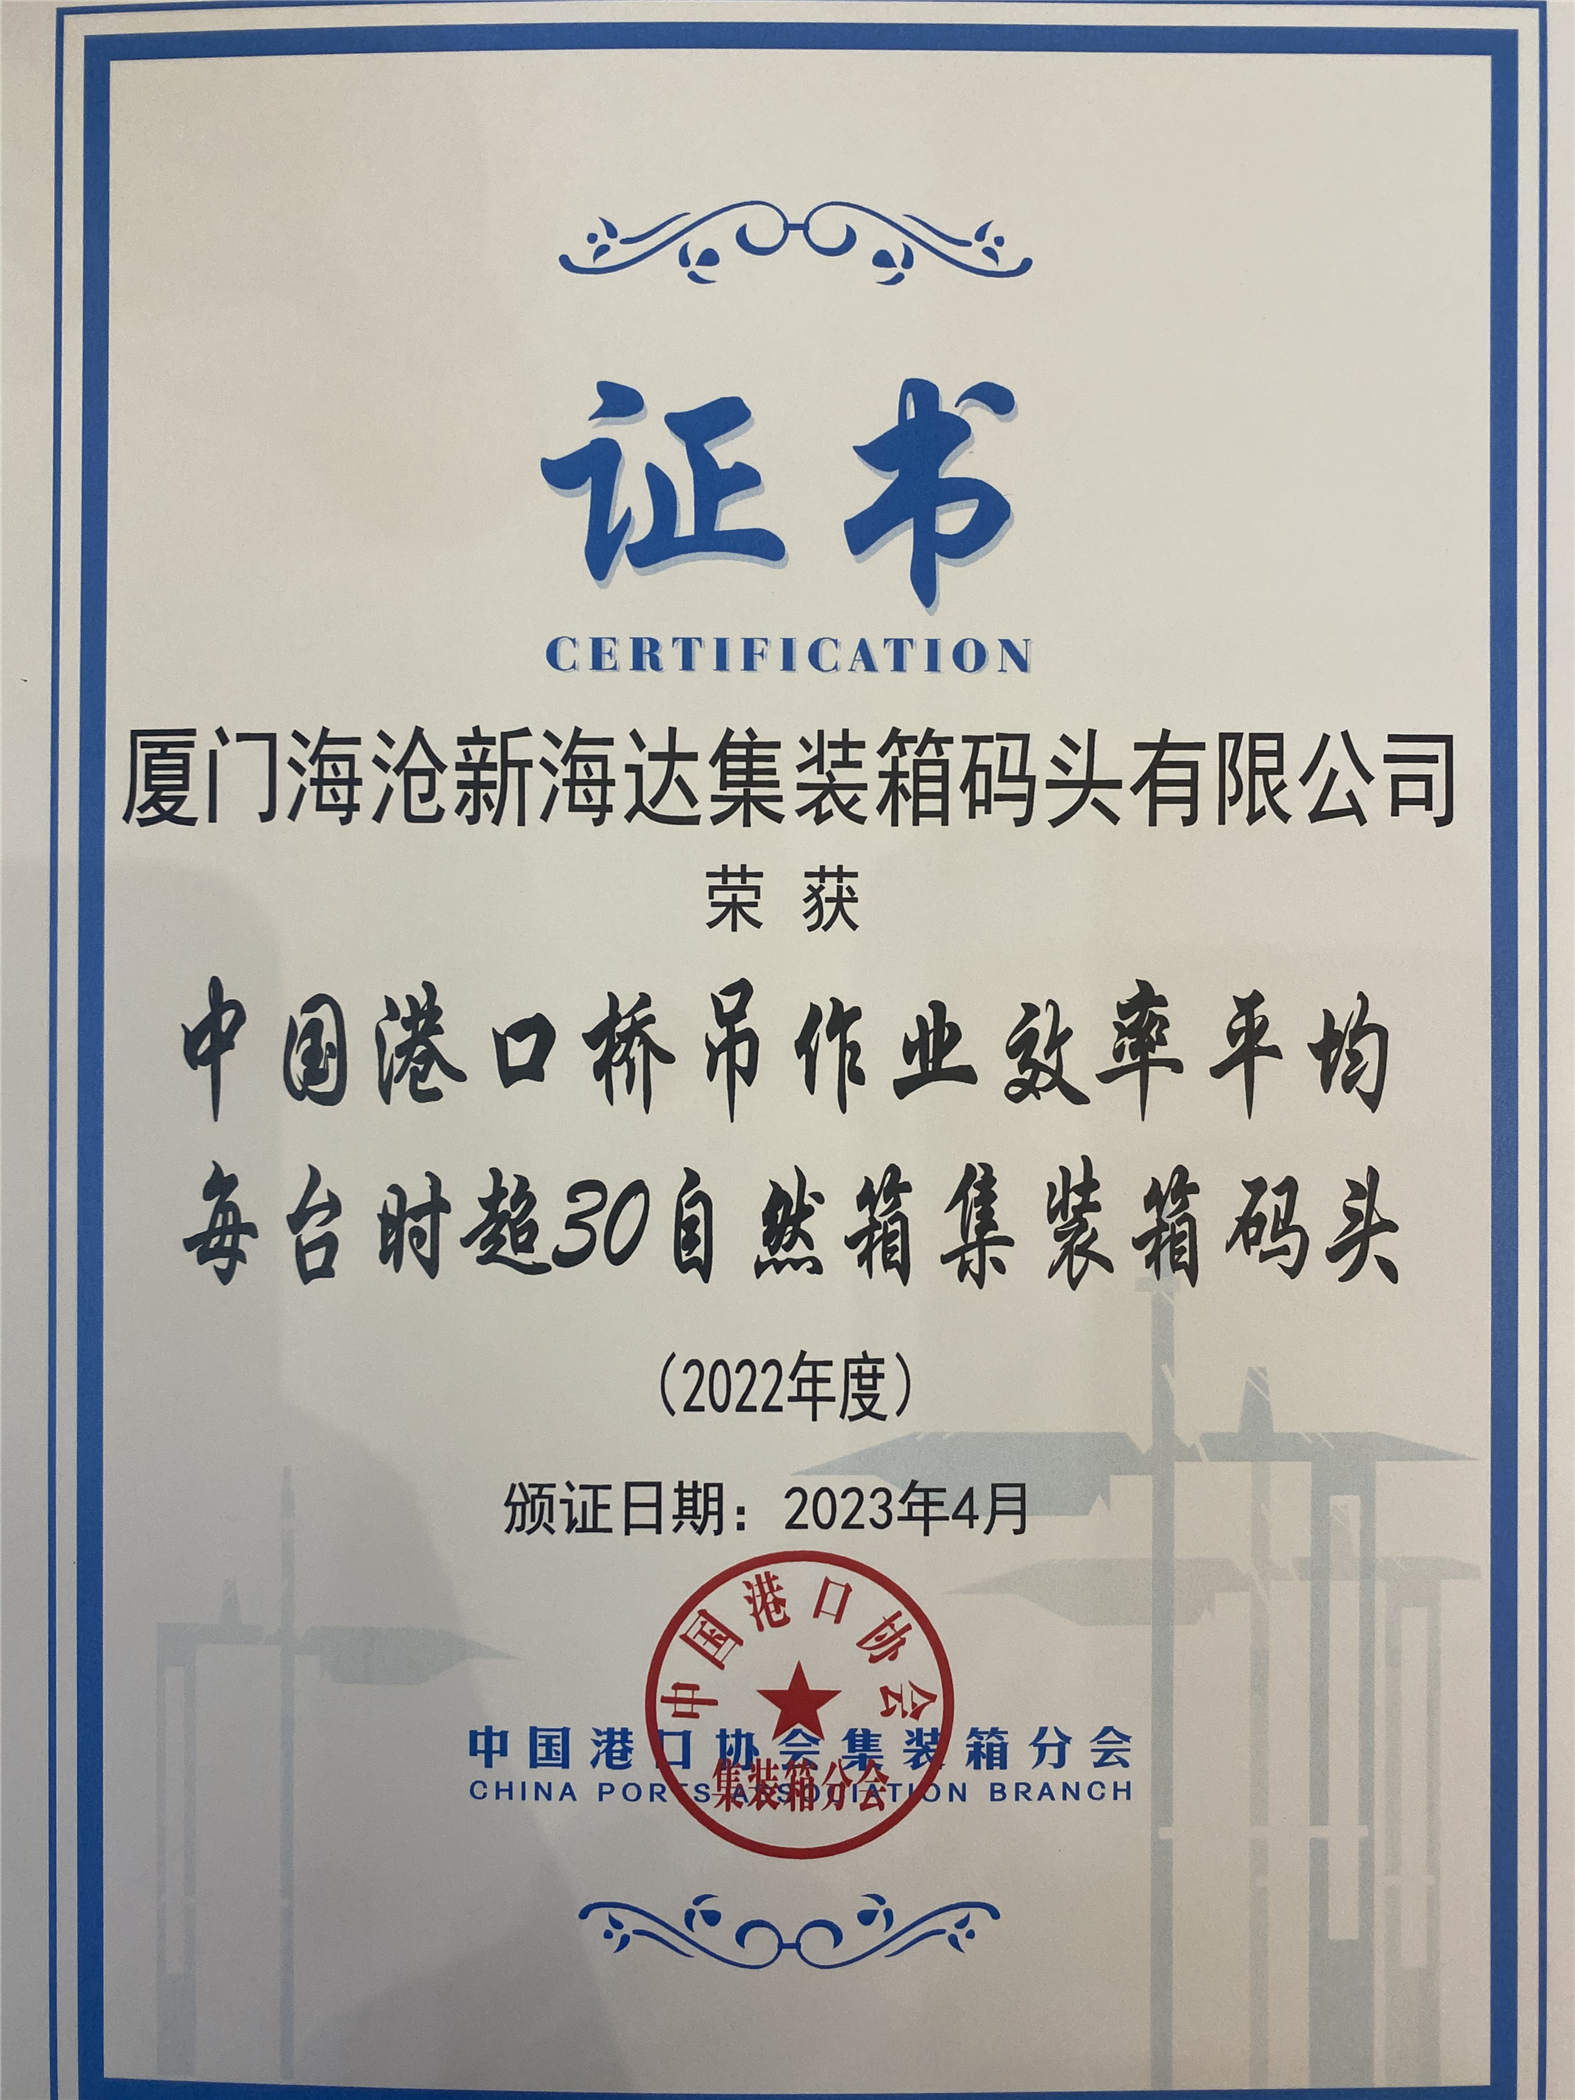 证书
CERTIFICATION
厦门海沧新海达集装箱码头有限公司
荣 获
中国港口桥吊作业效率平均
每台时超30自然箱集装箱码头
（2022年度）
颁证日期：2023年4月
中国港口协会
集装箱分会
中国港口协会集装箱分会
CHINA PORTS ASSOCIATION BRANCH